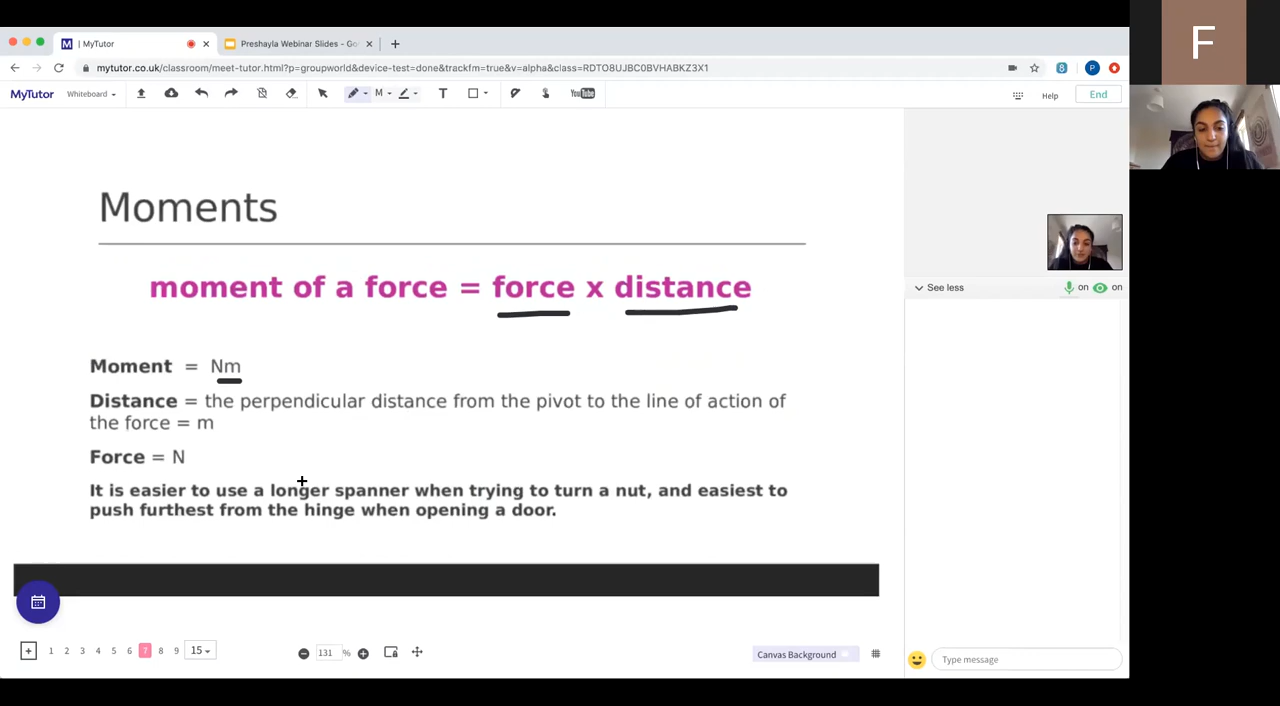 MyTutor
Preshayla Webinar Slides - Go
mytutor.co.uk/classroom/meet-tutor.html?p=groupworld&device-test=done&trackfm=true&v=alpha&class=RDTO8UJBC0BVHABKZ3X1
P
MyTutor
Whiteboard
M
T
YouTube
Help
End
F
Moments
moment of a force = force x distance
See less
on
on
Moment = Nm
Distance = the perpendicular distance from the pivot to the line of action of
the force = m
Force = N
It is easier to use a longer spanner when trying to turn a nut, and easiest to
push furthest from the hinge when opening a door.
1 2 3 4 5 6 7 8 9 15
131 %
Canvas Background
Type message